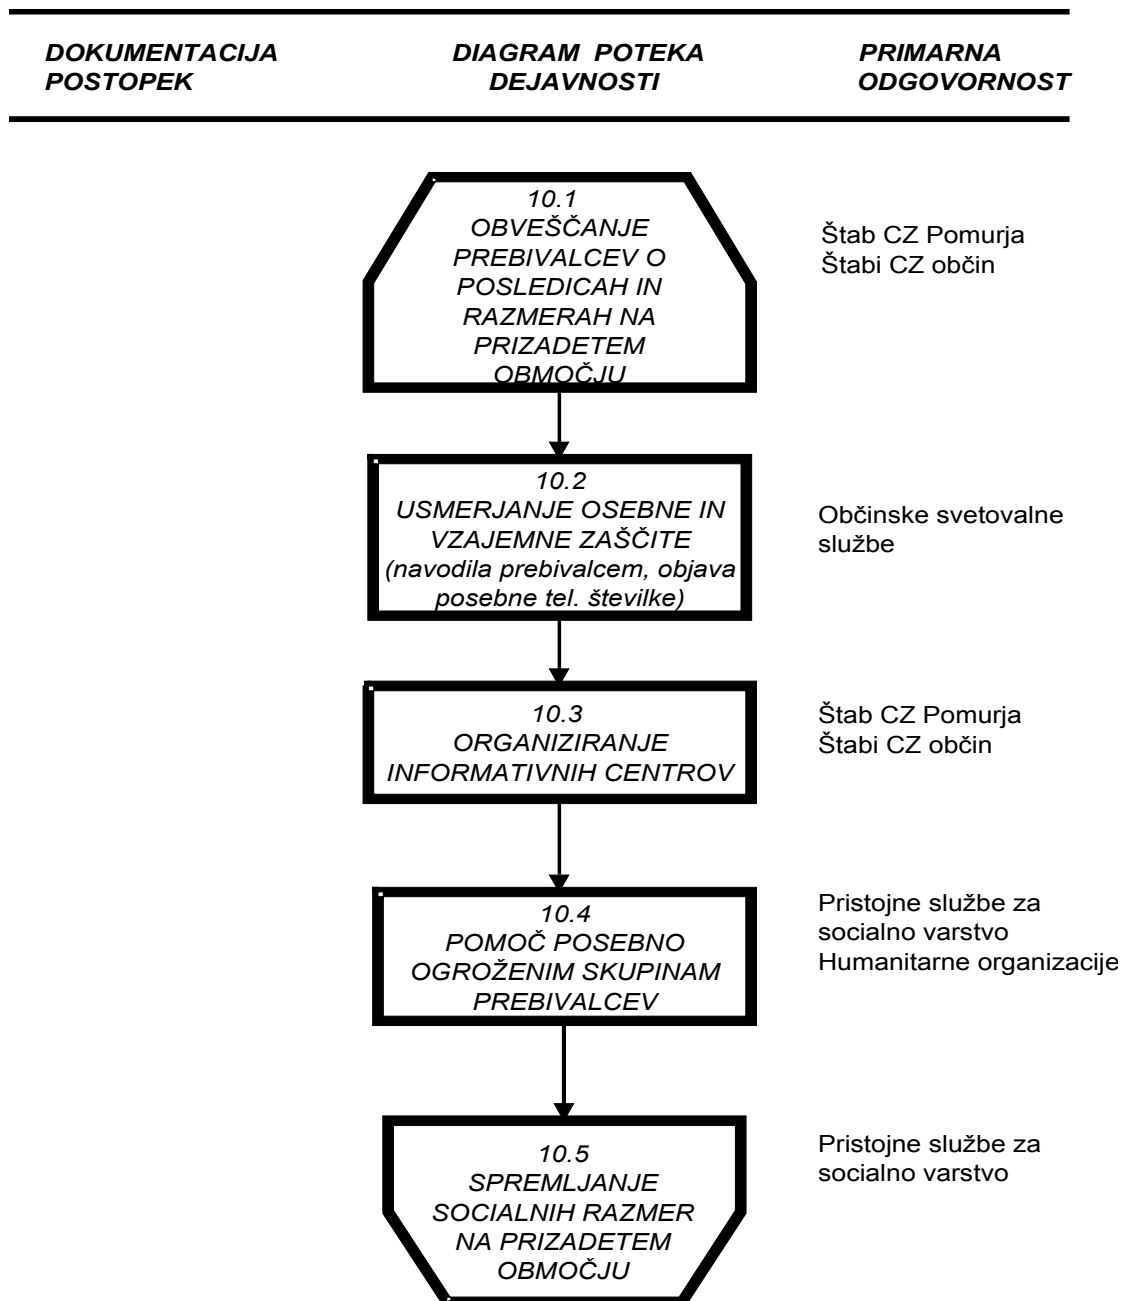 DOKUMENTACIJA
POSTOPEK
DIAGRAM POTEKA
DEJAVNOSTI
PRIMARNA
ODGOVORNOST
10.1
OBVEŠČANJE
PREBIVALCEV O
POSLEDICAH IN
RAZMERAH NA
PRIZADETEM
OBMOČJU
Štab CZ Pomurja
Štabi CZ občin
10.2
USMERJANJE OSEBNE IN
VZAJEMNE ZAŠČITE
(navodila prebivalcem, objava
posebne tel. številke)
Občinske svetovalne
službe
10.3
ORGANIZIRANJE
INFORMATIVNIH CENTROV
Štab CZ Pomurja
Štabi CZ občin
10.4
POMOČ POSEBNO
OGROŽENIM SKUPINAM
PREBIVALCEV
Pristojne službe za
socialno varstvo
Humanitarne organizacije
10.5
SPREMLJANJE
SOCIALNIH RAZMER
NA PRIZADETEM
OBMOČJU
Pristojne službe za
socialno varstvo